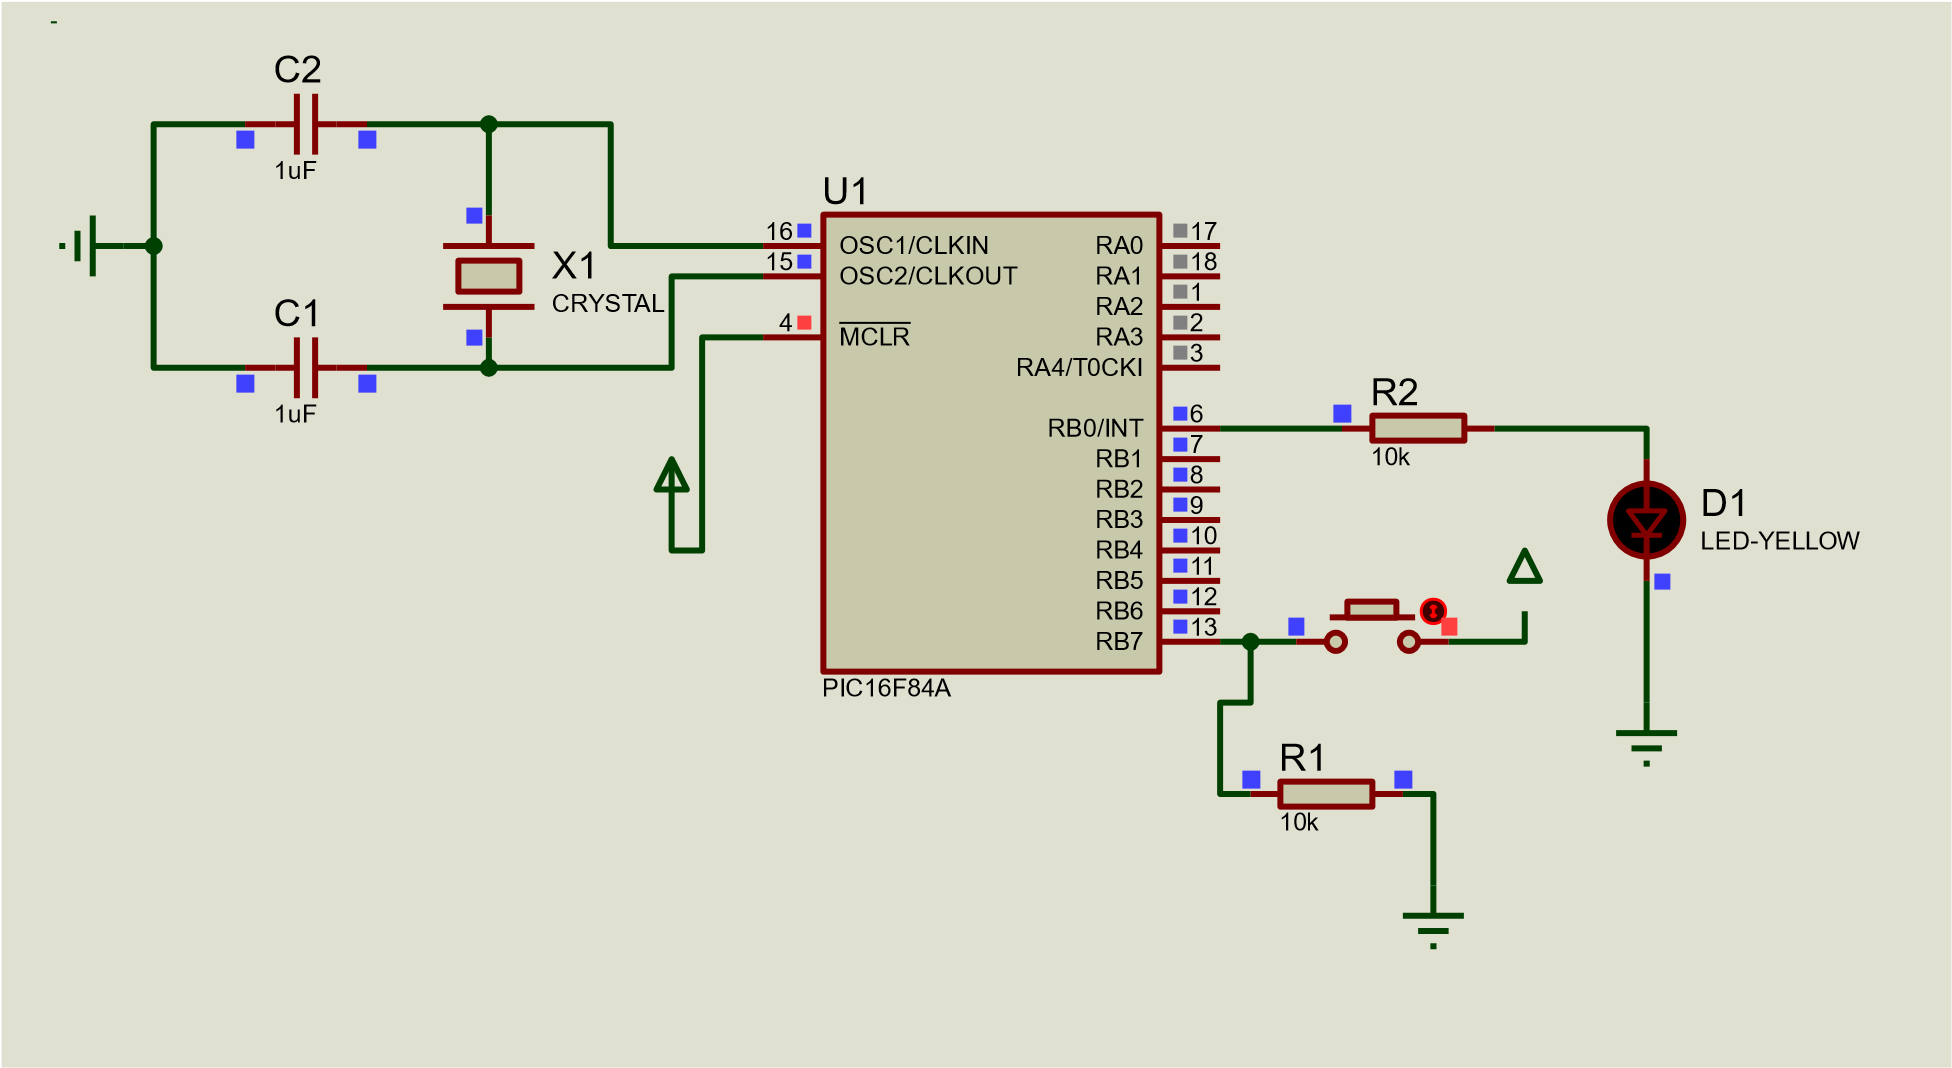 C2
1uF
C1
1uF
X1
CRYSTAL
U1
16
OSC1/CLKIN
15
OSC2/CLKOUT
4
MCLR
RA0
17
RA1
18
RA2
1
RA3
2
RA4/T0CKI
3
RB0/INT
6
RB1
7
RB2
8
RB3
9
RB4
10
RB5
11
RB6
12
RB7
13
PIC16F84A
R2
10k
D1
LED-YELLOW
R1
10k